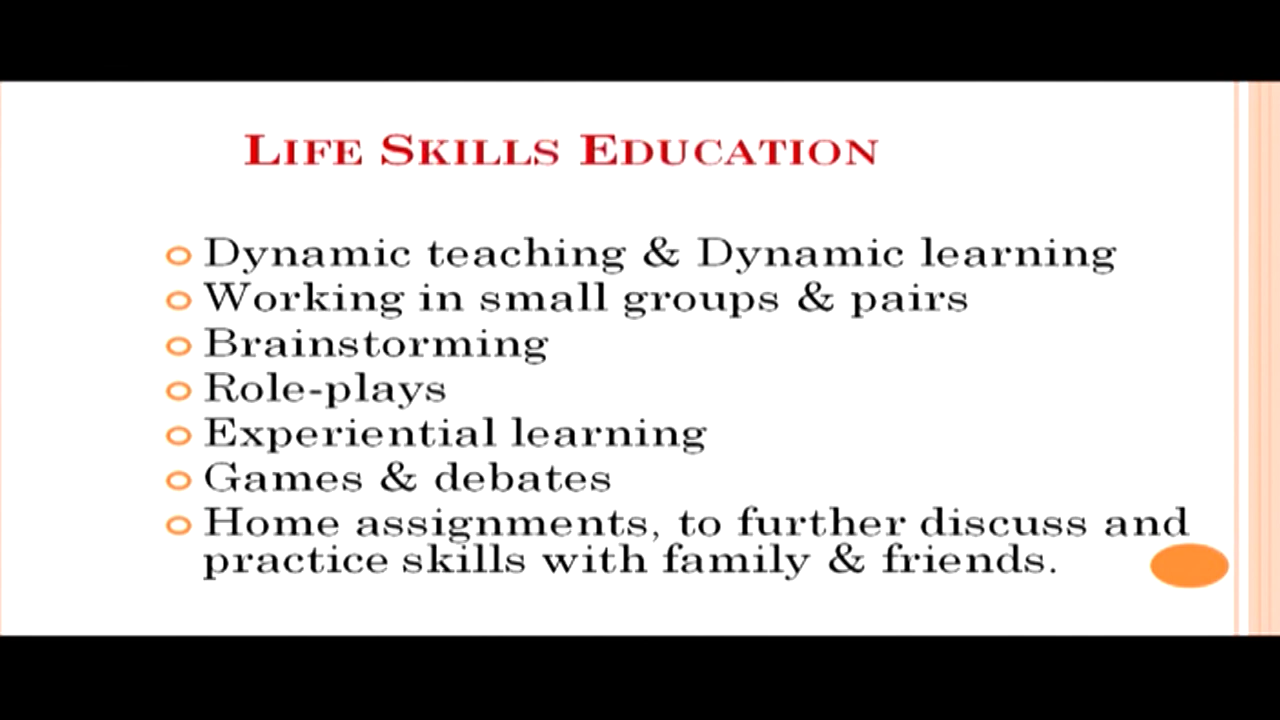 LIFE SKILLS EDUCATION
Dynamic teaching & Dynamic learning
Working in small groups & pairs
Brainstorming
Role-plays
Experiential learning
Games & debates
Home assignments, to further discuss and
practice skills with family & friends.